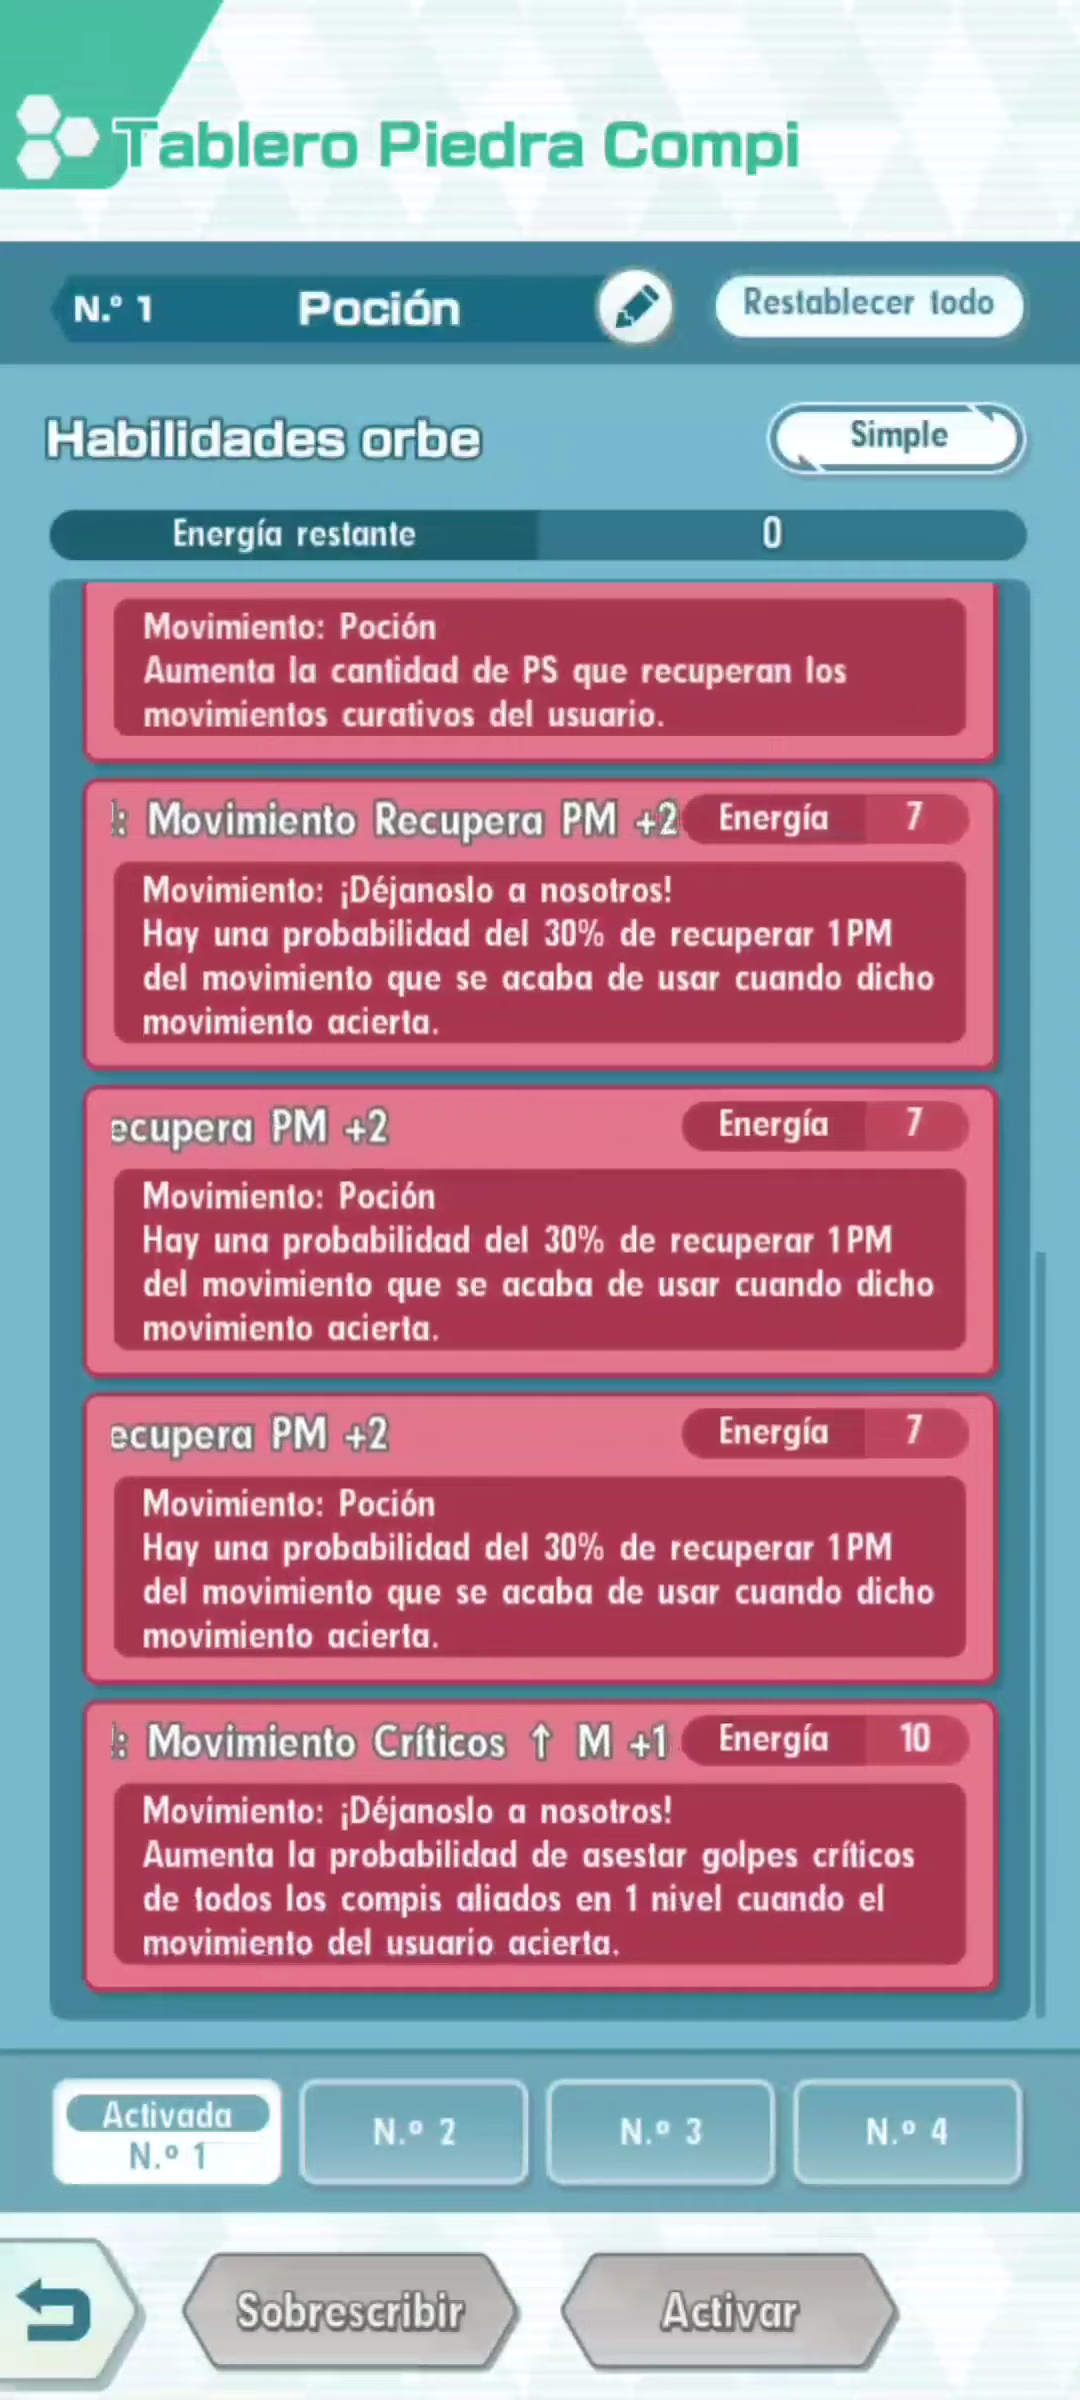 Tablero Piedra Compi
N.º 1 Poción Restablecer todo
Habilidades orbe Simple
Energía restante 0
Movimiento: Poción
Aumenta la cantidad de PS que recuperan los
movimientos curativos del usuario.
!: Movimiento Recupera PM +2 Energía 7
Movimiento: ¡Déjanoslo a nosotros!
Hay una probabilidad del 30% de recuperar 1 PM
del movimiento que se acaba de usar cuando dicho
movimiento acierta.
ecupera PM +2 Energía 7
Movimiento: Poción
Hay una probabilidad del 30% de recuperar 1 PM
del movimiento que se acaba de usar cuando dicho
movimiento acierta.
ecupera PM +2 Energía 7
Movimiento: Poción
Hay una probabilidad del 30% de recuperar 1 PM
del movimiento que se acaba de usar cuando dicho
movimiento acierta.
!: Movimiento Críticos ↑ M +1 Energía 10
Movimiento: ¡Déjanoslo a nosotros!
Aumenta la probabilidad de asestar golpes críticos
de todos los compis aliados en 1 nivel cuando el
movimiento del usuario acierta.
Activada
N.º 1 N.º 2 N.º 3 N.º 4
Sobrescribir Activar